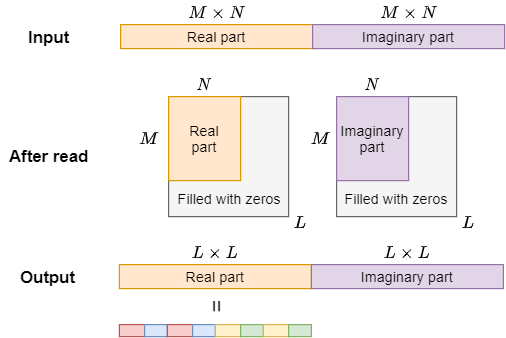 M × N
M × N
Input
Real part
Imaginary part
N
N
After read
M
Real
part
M
Imaginary
part
Filled with zeros
Filled with zeros
L
L
L × L
L × L
Output
Real part
Imaginary part
=